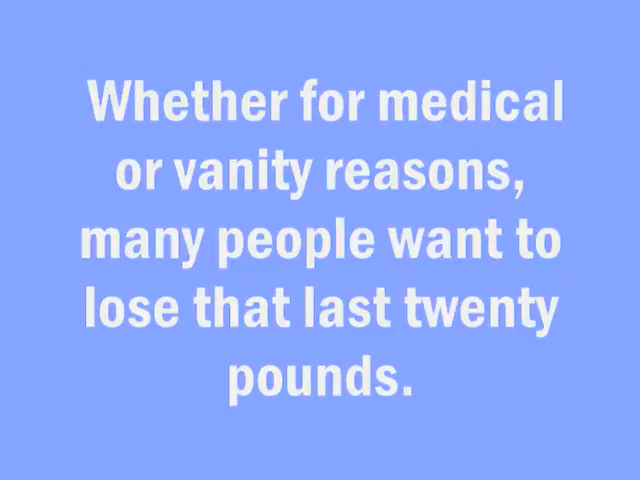 Whether for medical
or vanity reasons,
many people want to
lose that last twenty
pounds.